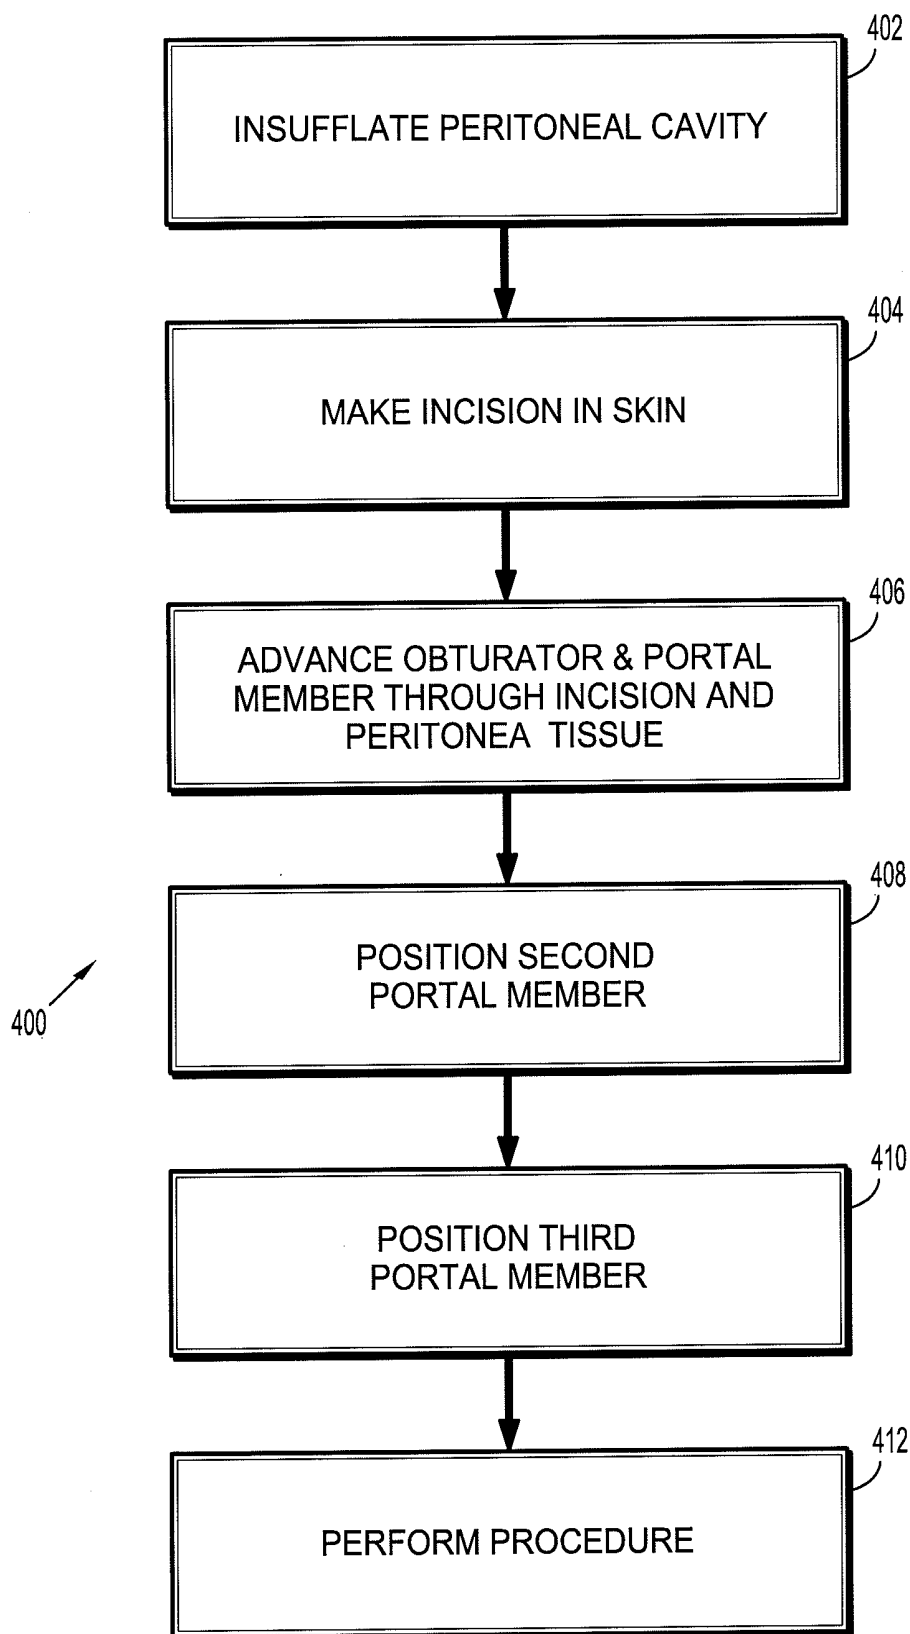 402
INSUFFLATE PERITONEAL CAVITY
404
MAKE INCISION IN SKIN
406
ADVANCE OBTURATOR & PORTAL
MEMBER THROUGH INCISION AND
PERITONEA TISSUE
408
POSITION SECOND
PORTAL MEMBER
400
410
POSITION THIRD
PORTAL MEMBER
412
PERFORM PROCEDURE